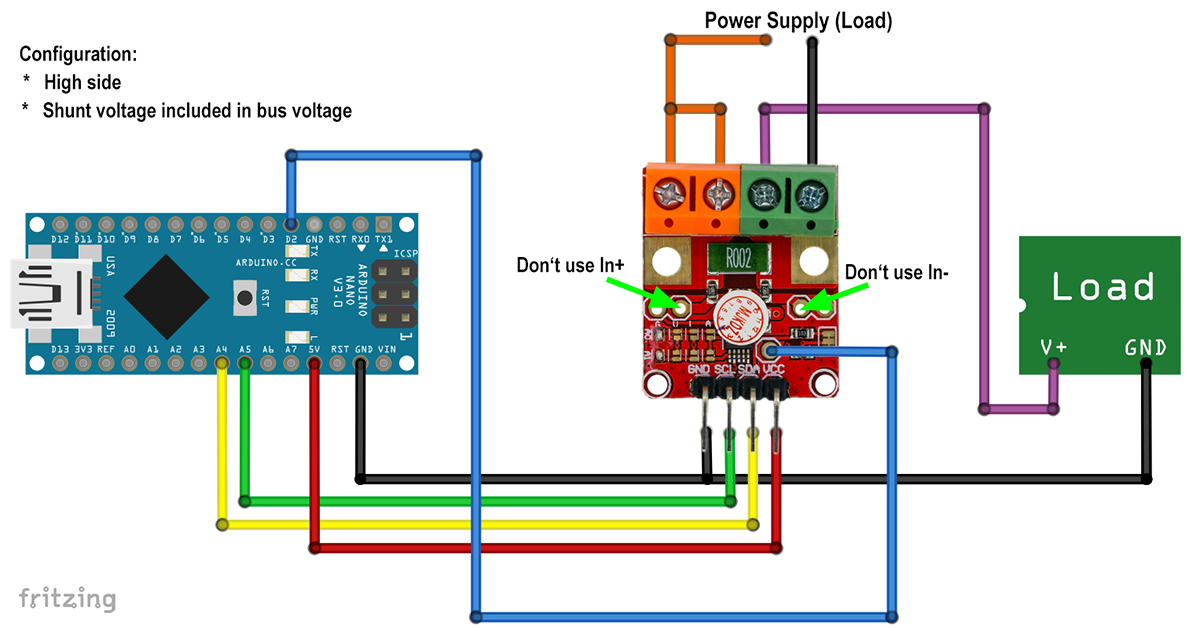 Power Supply (Load)
Configuration:
* High side
* Shunt voltage included in bus voltage
D12 D11 D10 D9 D8 D7 D6 D5 D4 D3 D2 GND RST RX0 TX1
USA
2009
ARDUINO.CC
RST
TX
RX
PWR
L
ARDUINO
NANO
V3.0
ICSP
1
D13 3V3 REF A0 A1 A2 A3 A4 A5 A6 A7 5V RST GND VIN
Don't use In+
Don't use In-
R002
GND SCL SDA VCC
Load
V+ GND
fritzing